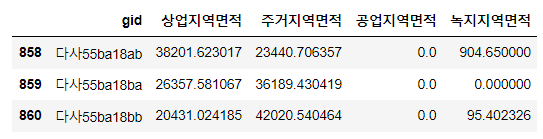 gid 상업지역면적 주거지역면적 공업지역면적 녹지지역면적
858 다사55ba18ab 38201.623017 23440.706357 0.0 904.650000
859 다사55ba18ba 26357.581067 36189.430419 0.0 0.000000
860 다사55ba18bb 20431.024185 42020.540464 0.0 95.402326